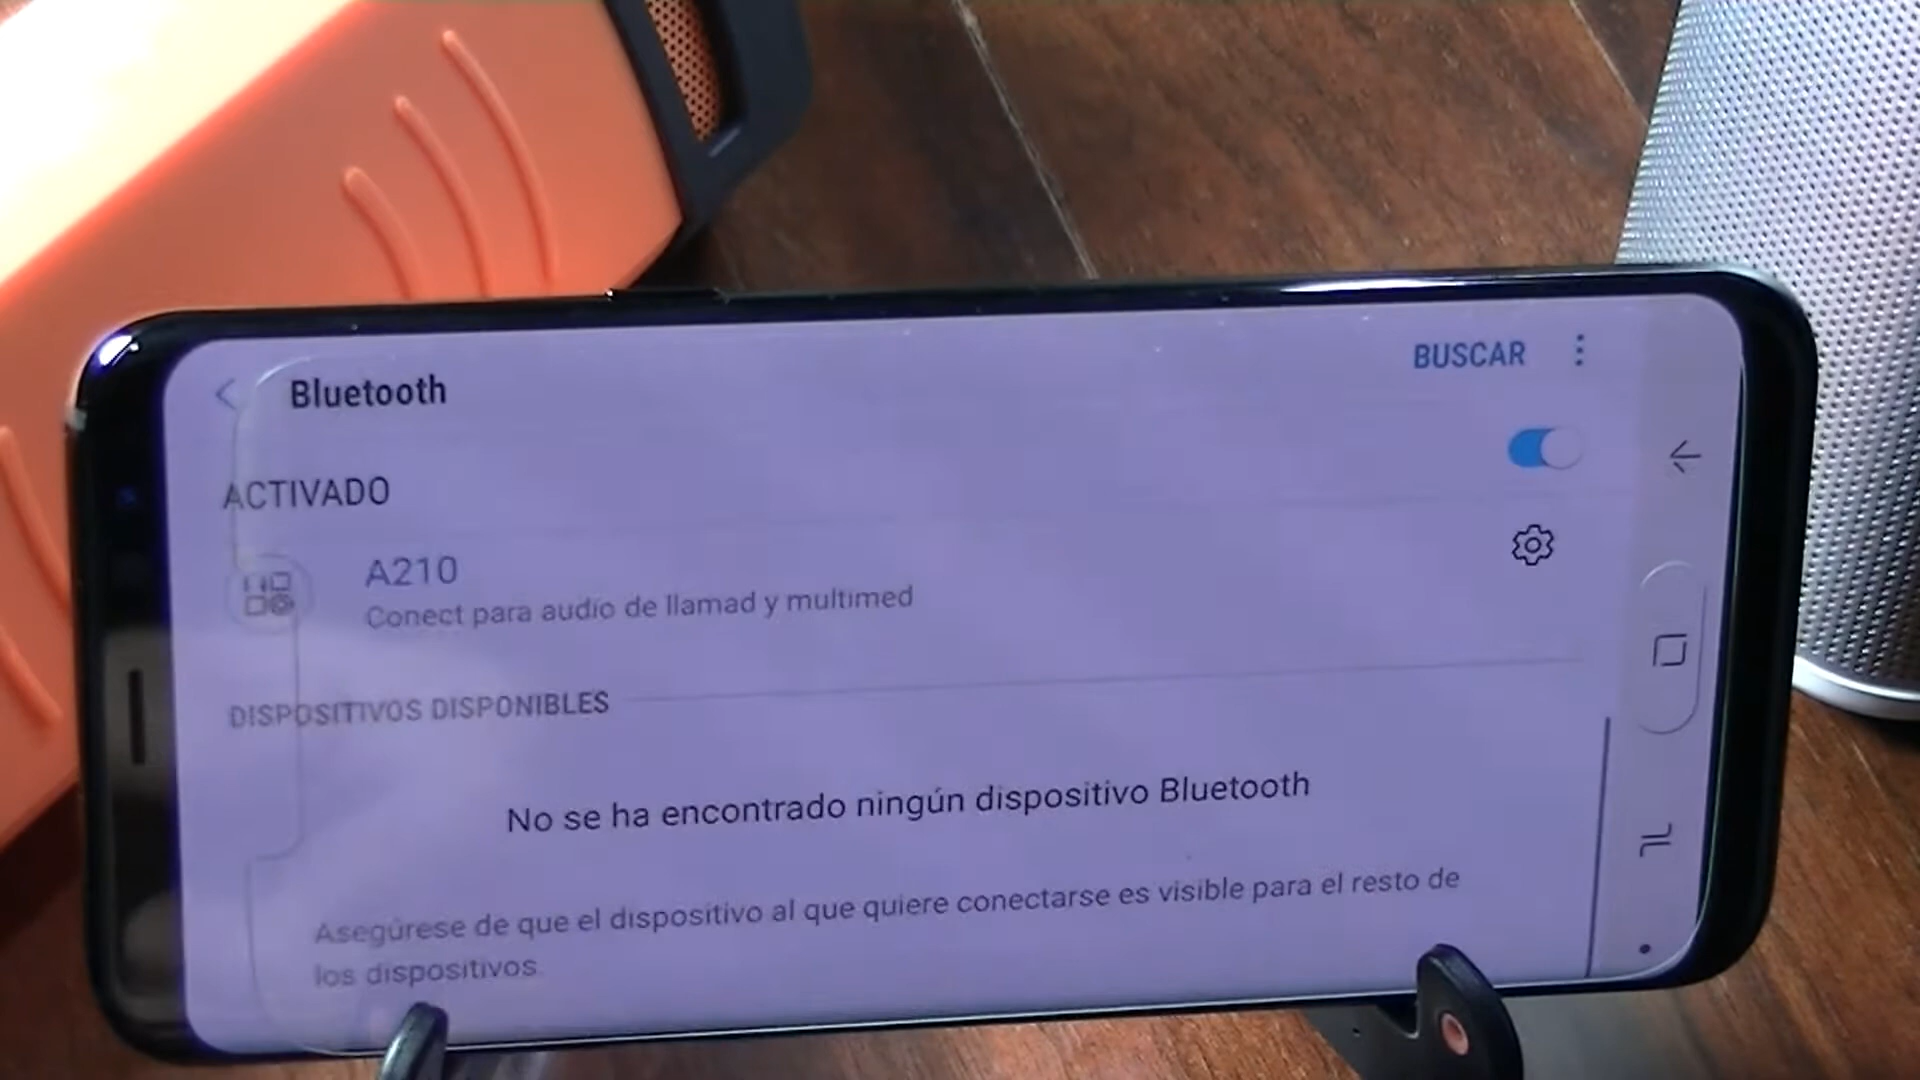 Bluetooth
BUSCAR
ACTIVADO
A210
Conect para audio de llamad y multimed
DISPOSITIVOS DISPONIBLES
No se ha encontrado ningún dispositivo Bluetooth
Asegúrese de que el dispositivo al que quiere conectarse es visible para el resto de
los dispositivos.